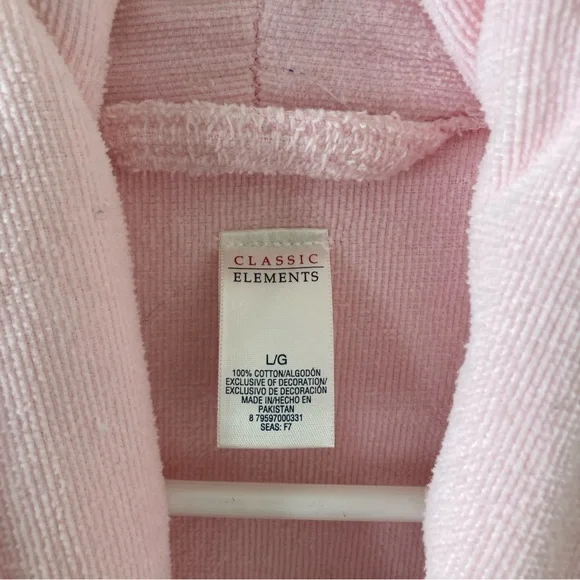 CLASSIC
ELEMENTS
L/G
100% COTTON/ALGODÓN
EXCLUSIVE OF DECORATION/
EXCLUSIVO DE DECORACIÓN
MADE IN/HECHO EN
PAKISTAN
8 79597000331
SEAS: F7